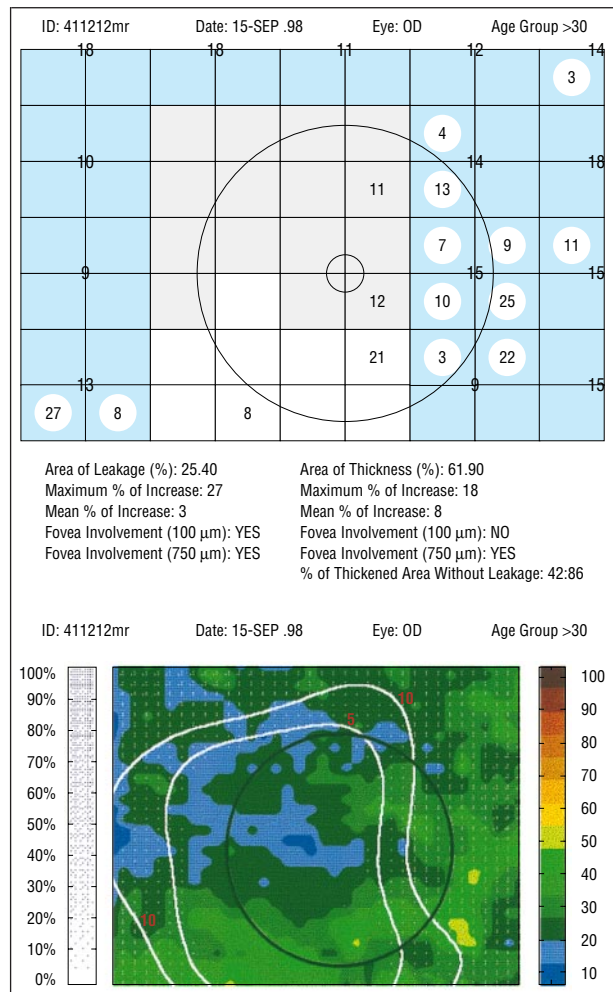 ID: 411212mr Date: 15-SEP .98 Eye: OD Age Group >30
18 18 11 12 14
3
4
10 14 18
11 13
7 9 11
9 15 15
12 10 25
21 3 22
13 9 15
27 8 8
Area of Leakage (%): 25.40
Maximum % of Increase: 27
Mean % of Increase: 3
Fovea Involvement (100 µm): YES
Fovea Involvement (750 µm): YES
Area of Thickness (%): 61.90
Maximum % of Increase: 18
Mean % of Increase: 8
Fovea Involvement (100 µm): NO
Fovea Involvement (750 µm): YES
% of Thickened Area Without Leakage: 42:86
ID: 411212mr Date: 15-SEP .98 Eye: OD Age Group >30
100%
90%
80%
70%
60%
50%
40%
30%
20%
10%
0%
10
5
10
100
90
80
70
60
50
40
30
20
10